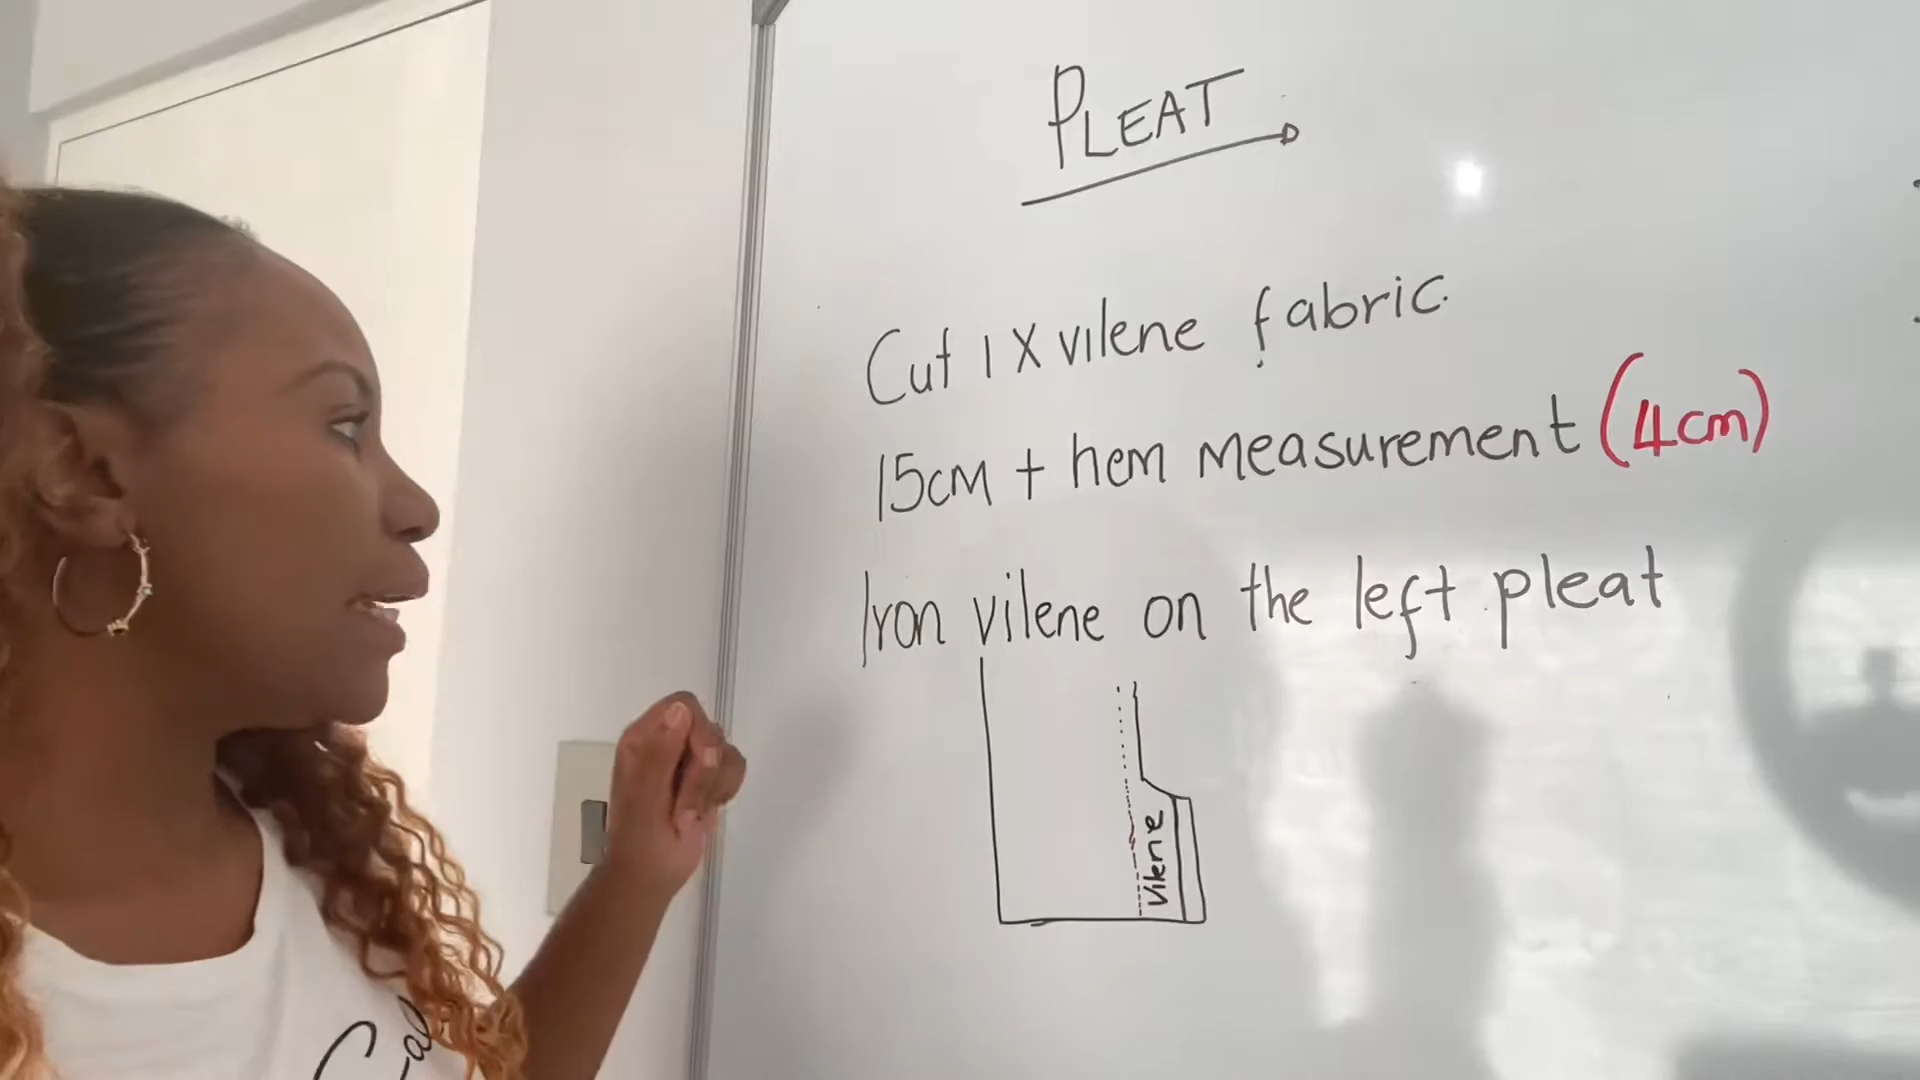 PLEAT
Cut 1 X vilene fabric.
15cm + hem measurement (4cm)
Iron vilene on the left pleat
Vilene